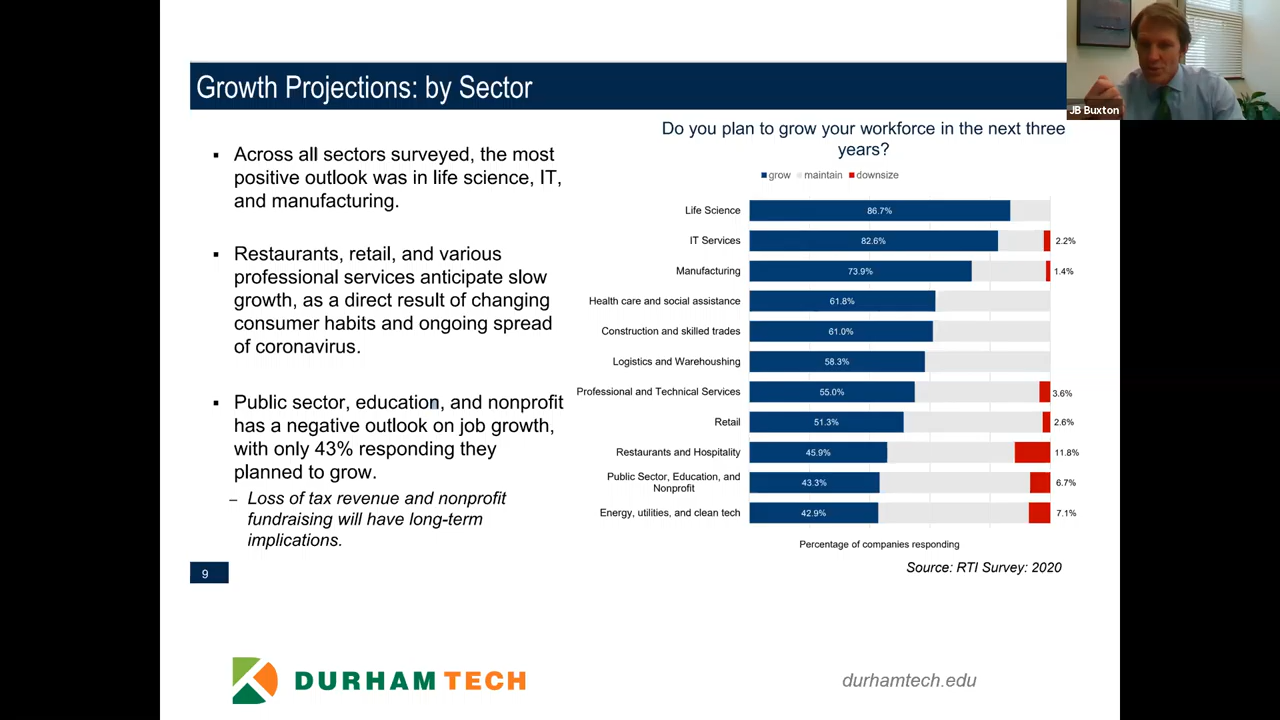 Growth Projections: by Sector
JB Buxton
▪ Across all sectors surveyed, the most
positive outlook was in life science, IT,
and manufacturing.
▪ Restaurants, retail, and various
professional services anticipate slow
growth, as a direct result of changing
consumer habits and ongoing spread
of coronavirus.
▪ Public sector, education, and nonprofit
has a negative outlook on job growth,
with only 43% responding they
planned to grow.
– Loss of tax revenue and nonprofit
fundraising will have long-term
implications.
Do you plan to grow your workforce in the next three
years?
grow maintain downsize
Life Science 86.7%
IT Services 82.6% 2.2%
Manufacturing 73.9% 1.4%
Health care and social assistance 61.8%
Construction and skilled trades 61.0%
Logistics and Warehoushing 58.3%
Professional and Technical Services 55.0% 3.6%
Retail 51.3% 2.6%
Restaurants and Hospitality 45.9% 11.8%
Public Sector, Education, and
Nonprofit 43.3% 6.7%
Energy, utilities, and clean tech 42.9% 7.1%
Percentage of companies responding
Source: RTI Survey: 2020
9
DURHAM TECH
durhamtech.edu